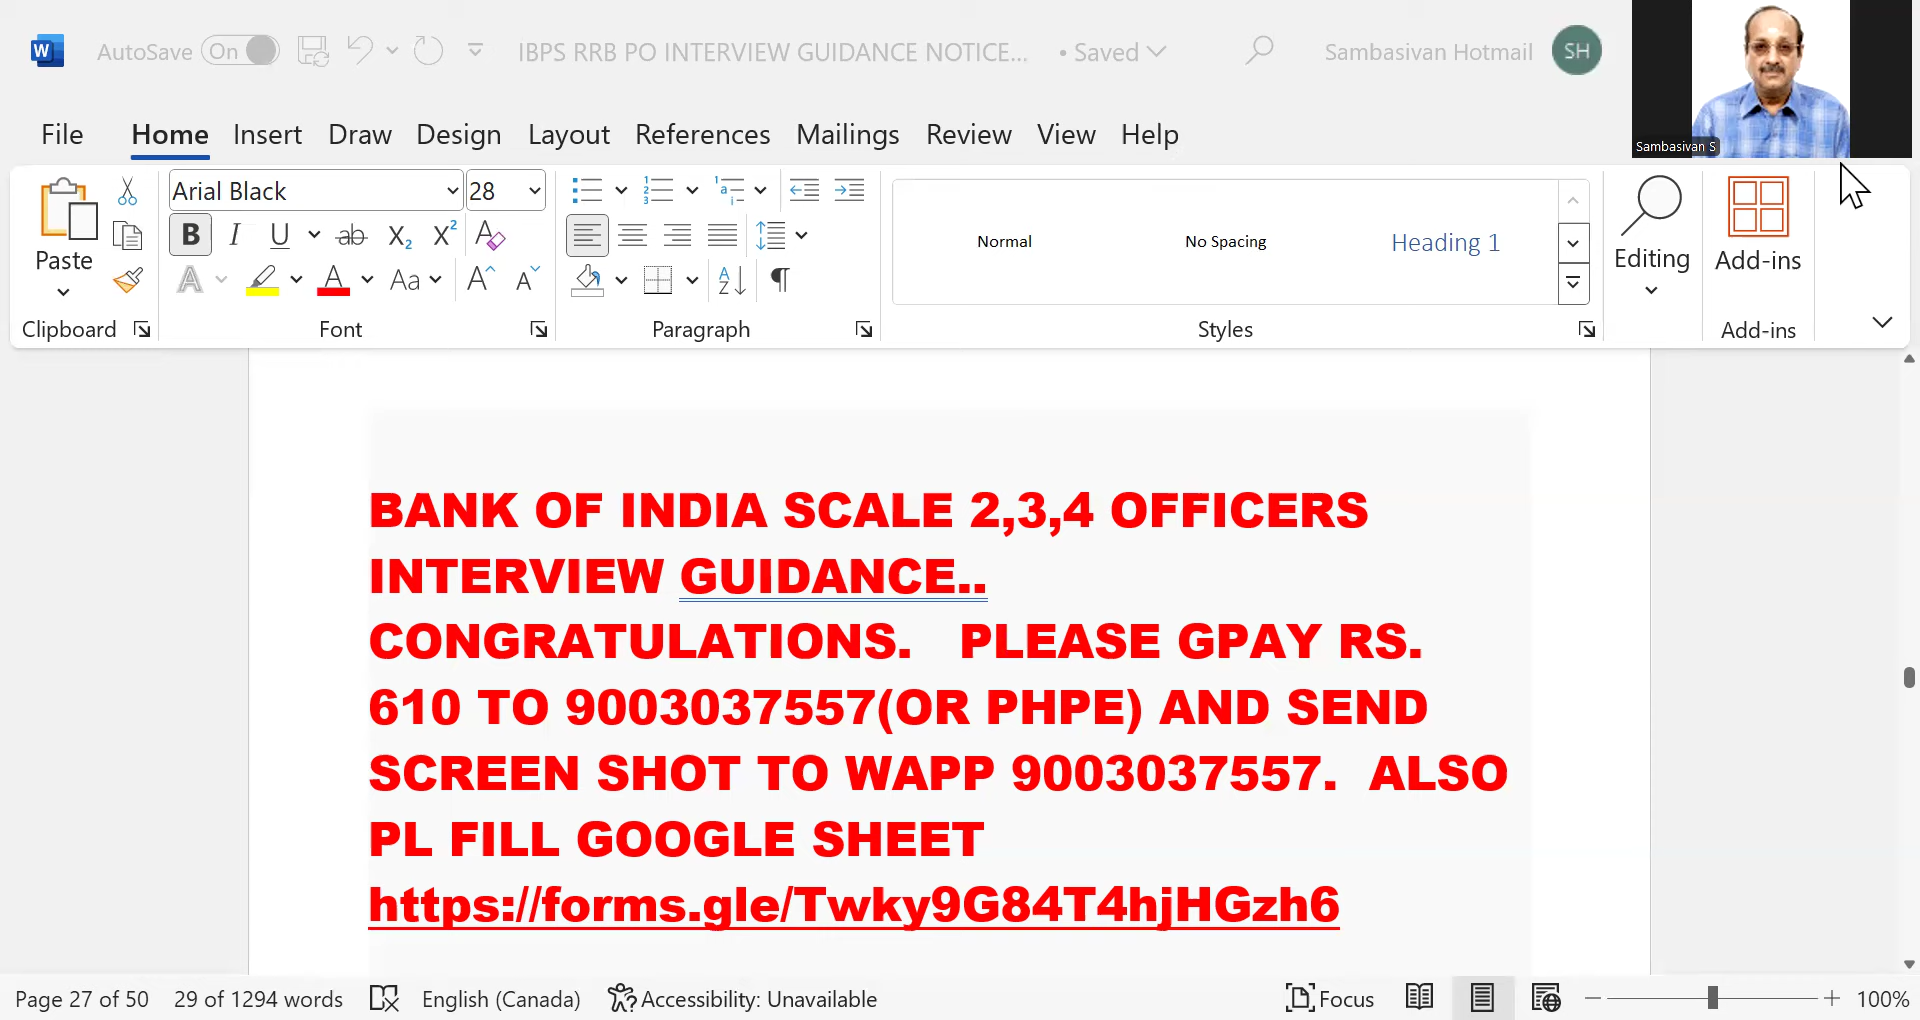 AutoSave On
IBPS RRB PO INTERVIEW GUIDANCE NOTICE... • Saved
Sambasivan Hotmail SH
Sambasivan S
File Home Insert Draw Design Layout References Mailings Review View Help
Paste
Clipboard
Arial Black 28
Font
Paragraph
Normal No Spacing Heading 1
Styles
Editing
Add-ins
Add-ins
BANK OF INDIA SCALE 2,3,4 OFFICERS
INTERVIEW GUIDANCE..
CONGRATULATIONS. PLEASE GPAY RS.
610 TO 9003037557(OR PHPE) AND SEND
SCREEN SHOT TO WAPP 9003037557. ALSO
PL FILL GOOGLE SHEET
https://forms.gle/Twky9G84T4hjHGzh6
Page 27 of 50 29 of 1294 words English (Canada) Accessibility: Unavailable Focus 100%